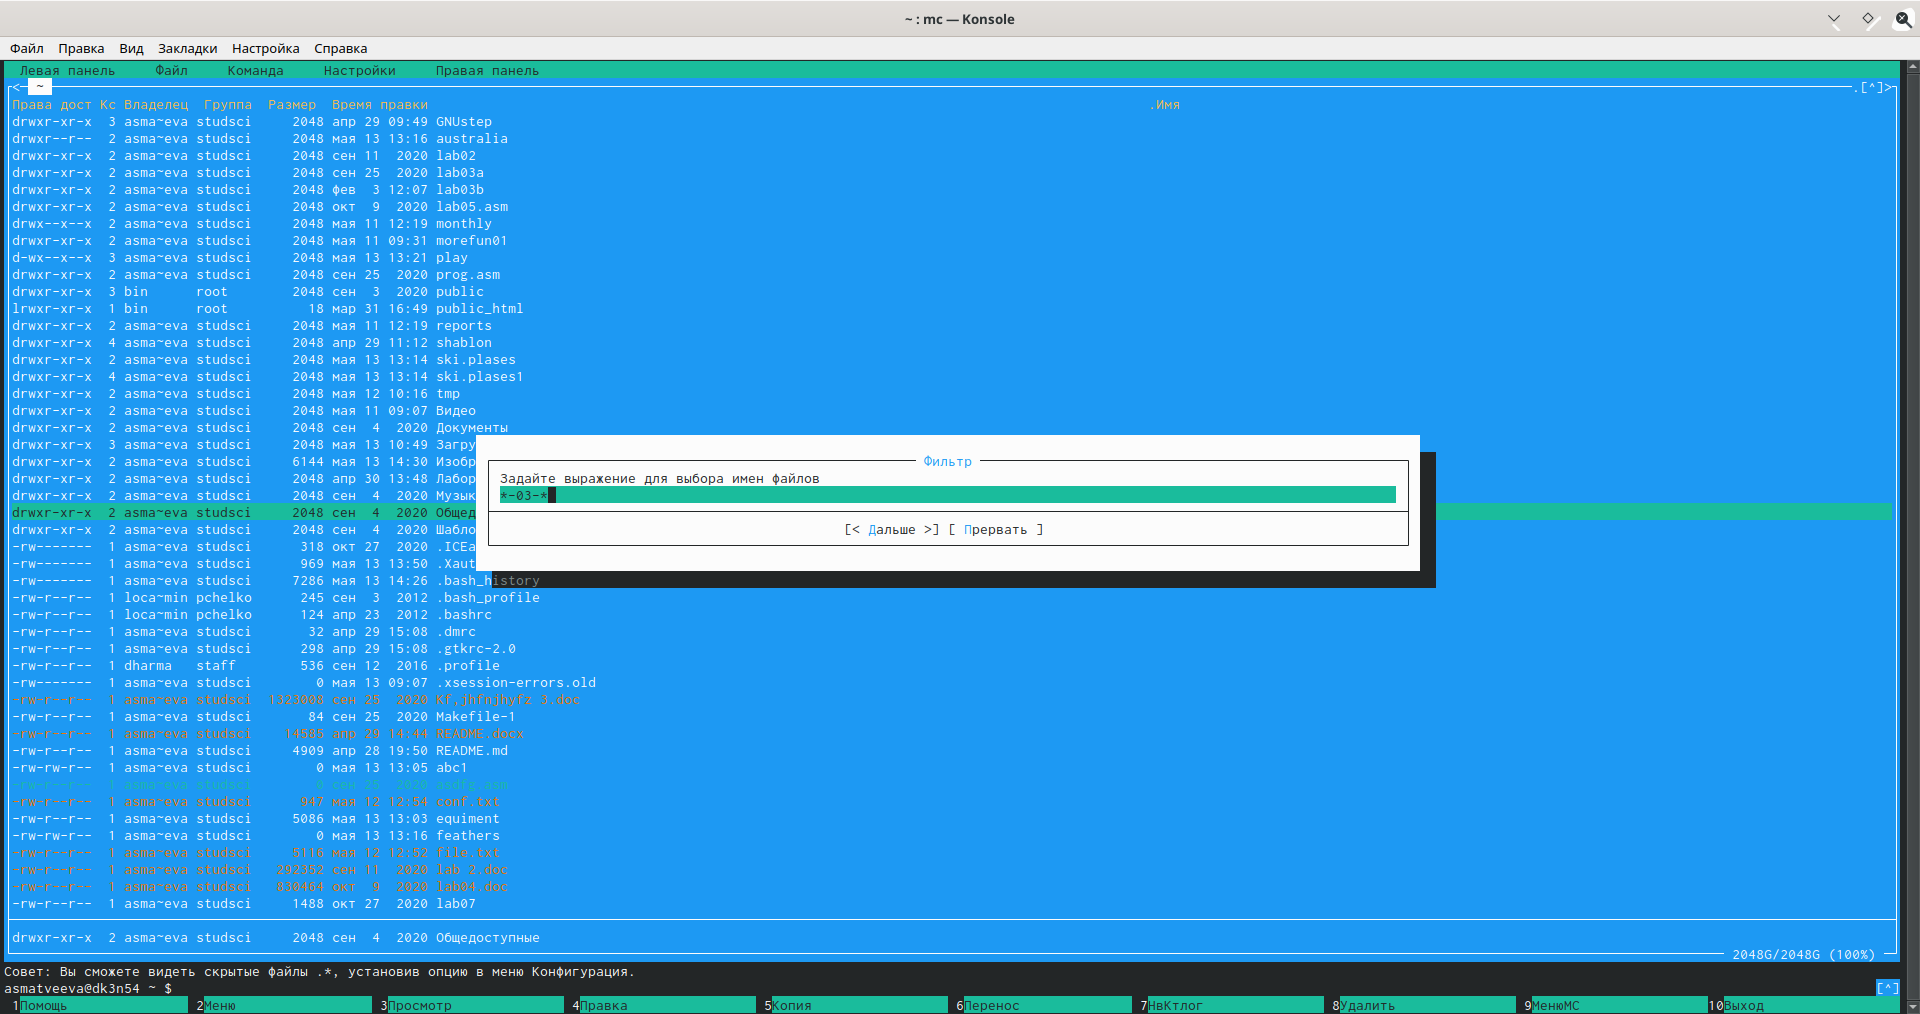 ~ : mc — Konsole
Файл Правка Вид Закладки Настройка Справка
Левая панель Файл Команда Настройки Правая панель
<─ ~ .[^]>
Права дост Кс Владелец Группа Размер Время правки .Имя
drwxr-xr-x 3 asma~eva studsci 2048 апр 29 09:49 GNUstep
drwxr--r-- 2 asma~eva studsci 2048 мая 13 13:16 australia
drwxr-xr-x 2 asma~eva studsci 2048 сен 11 2020 lab02
drwxr-xr-x 2 asma~eva studsci 2048 сен 25 2020 lab03a
drwxr-xr-x 2 asma~eva studsci 2048 фев 3 12:07 lab03b
drwxr-xr-x 2 asma~eva studsci 2048 окт 9 2020 lab05.asm
drwx--x--x 2 asma~eva studsci 2048 мая 11 12:19 monthly
drwxr-xr-x 2 asma~eva studsci 2048 мая 11 09:31 morefun01
d-wx--x--x 3 asma~eva studsci 2048 мая 13 13:21 play
drwxr-xr-x 2 asma~eva studsci 2048 сен 25 2020 prog.asm
drwxr-xr-x 3 bin root 2048 сен 3 2020 public
lrwxr-xr-x 1 bin root 18 мар 31 16:49 public_html
drwxr-xr-x 2 asma~eva studsci 2048 мая 11 12:19 reports
drwxr-xr-x 4 asma~eva studsci 2048 апр 29 11:12 shablon
drwxr-xr-x 2 asma~eva studsci 2048 мая 13 13:14 ski.plases
drwxr-xr-x 4 asma~eva studsci 2048 мая 13 13:14 ski.plases1
drwxr-xr-x 2 asma~eva studsci 2048 мая 12 10:16 tmp
drwxr-xr-x 2 asma~eva studsci 2048 мая 11 09:07 Видео
drwxr-xr-x 2 asma~eva studsci 2048 сен 4 2020 Документы
drwxr-xr-x 3 asma~eva studsci 2048 мая 13 10:49 Загру
drwxr-xr-x 2 asma~eva studsci 6144 мая 13 14:30 Изобр
drwxr-xr-x 2 asma~eva studsci 2048 апр 30 13:48 Лабор
drwxr-xr-x 2 asma~eva studsci 2048 сен 4 2020 Музык
drwxr-xr-x 2 asma~eva studsci 2048 сен 4 2020 Общед
drwxr-xr-x 2 asma~eva studsci 2048 сен 4 2020 Шабло
-rw------- 1 asma~eva studsci 318 окт 27 2020 .ICEa
-rw------- 1 asma~eva studsci 969 мая 13 13:50 .Xaut
-rw------- 1 asma~eva studsci 7286 мая 13 14:26 .bash_history
-rw-r--r-- 1 loca~min pchelko 245 сен 3 2012 .bash_profile
-rw-r--r-- 1 loca~min pchelko 124 апр 23 2012 .bashrc
-rw-r--r-- 1 asma~eva studsci 32 апр 29 15:08 .dmrc
-rw-r--r-- 1 asma~eva studsci 298 апр 29 15:08 .gtkrc-2.0
-rw-r--r-- 1 dharma staff 536 сен 12 2016 .profile
-rw------- 1 asma~eva studsci 0 мая 13 09:07 .xsession-errors.old
-rw-r--r-- 1 asma~eva studsci 1323008 сен 25 2020 Kf,jhfnjhyfz 3.doc
-rw-r--r-- 1 asma~eva studsci 84 сен 25 2020 Makefile-1
-rw-r--r-- 1 asma~eva studsci 14585 апр 29 14:44 README.docx
-rw-r--r-- 1 asma~eva studsci 4909 апр 28 19:50 README.md
-rw-rw-r-- 1 asma~eva studsci 0 мая 13 13:05 abc1
-rw-r--r-- 1 asma~eva studsci сен 25 2020
-rw-r--r-- 1 asma~eva studsci 947 мая 12 12:54 conf.txt
-rw-r--r-- 1 asma~eva studsci 5086 мая 13 13:03 equiment
-rw-rw-r-- 1 asma~eva studsci 0 мая 13 13:16 feathers
-rw-r--r-- 1 asma~eva studsci 5116 мая 12 12:52 file.txt
-rw-r--r-- 1 asma~eva studsci 292352 сен 11 2020 lab 2.doc
-rw-r--r-- 1 asma~eva studsci 830464 окт 9 2020 lab04.doc
-rw-r--r-- 1 asma~eva studsci 1488 окт 27 2020 lab07
Фильтр
Задайте выражение для выбора имен файлов
*-03-*
[< Дальше >] [ Прервать ]
drwxr-xr-x 2 asma~eva studsci 2048 сен 4 2020 Общедоступные
2048G/2048G (100%)
Совет: Вы сможете видеть скрытые файлы .*, установив опцию в меню Конфигурация.
asmatveeva@dk3n54 ~ $ [^]
1Помощь 2Меню 3Просмотр 4Правка 5Копия 6Перенос 7НвКтлог 8Удалить 9МенюМС 10Выход